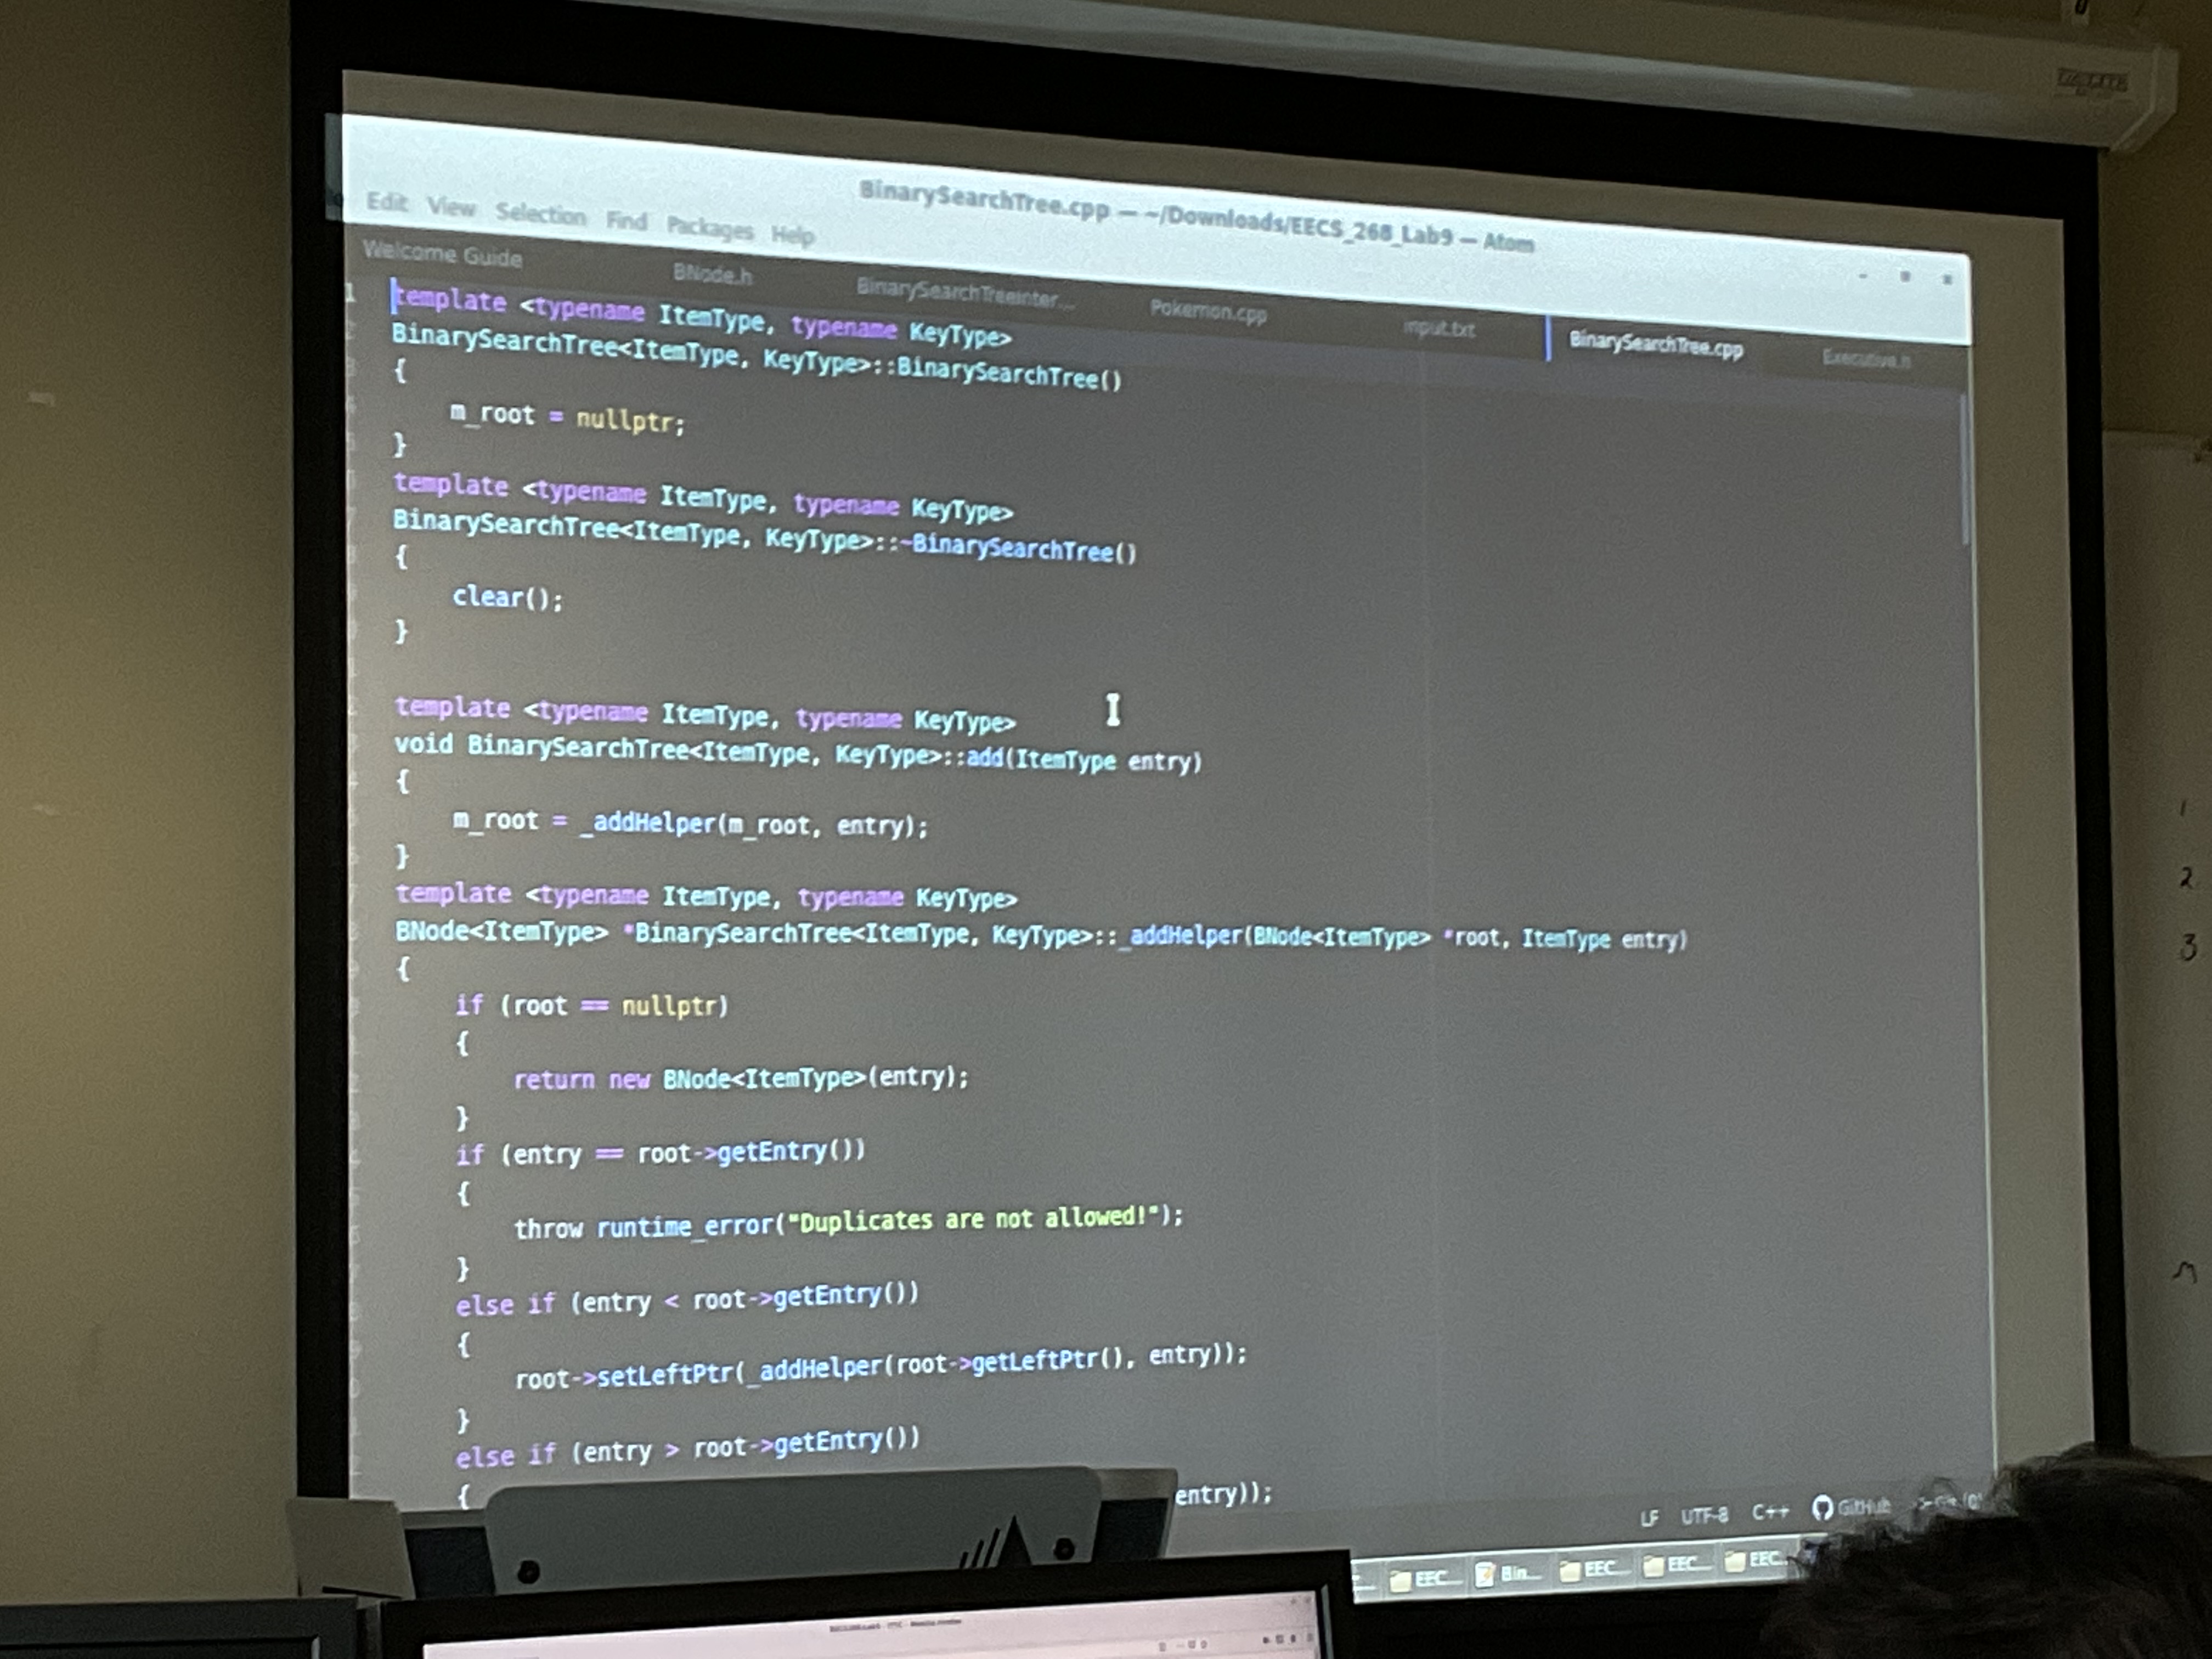 BinarySearchTree.cpp — ~/Downloads/EECS_268_Lab9 — Atom
Edit View Selection Find Packages Help
Welcome Guide BNode.h BinarySearchTreeInter... Pokemon.cpp input.txt BinarySearchTree.cpp Executive.h
1 template <typename ItemType, typename KeyType>
BinarySearchTree<ItemType, KeyType>::BinarySearchTree()
{
m_root = nullptr;
}
template <typename ItemType, typename KeyType>
BinarySearchTree<ItemType, KeyType>::~BinarySearchTree()
{
clear();
}
template <typename ItemType, typename KeyType>
void BinarySearchTree<ItemType, KeyType>::add(ItemType entry)
{
m_root = _addHelper(m_root, entry);
}
template <typename ItemType, typename KeyType>
BNode<ItemType> *BinarySearchTree<ItemType, KeyType>::_addHelper(BNode<ItemType> *root, ItemType entry)
{
if (root == nullptr)
{
return new BNode<ItemType>(entry);
}
if (entry == root->getEntry())
{
throw runtime_error("Duplicates are not allowed!");
}
else if (entry < root->getEntry())
{
root->setLeftPtr(_addHelper(root->getLeftPtr(), entry));
}
else if (entry > root->getEntry())
{ entry));
LF UTF-8 C++ GitHub Git (0)
EEC... Bin... EEC... EEC... EEC...
1
2
3